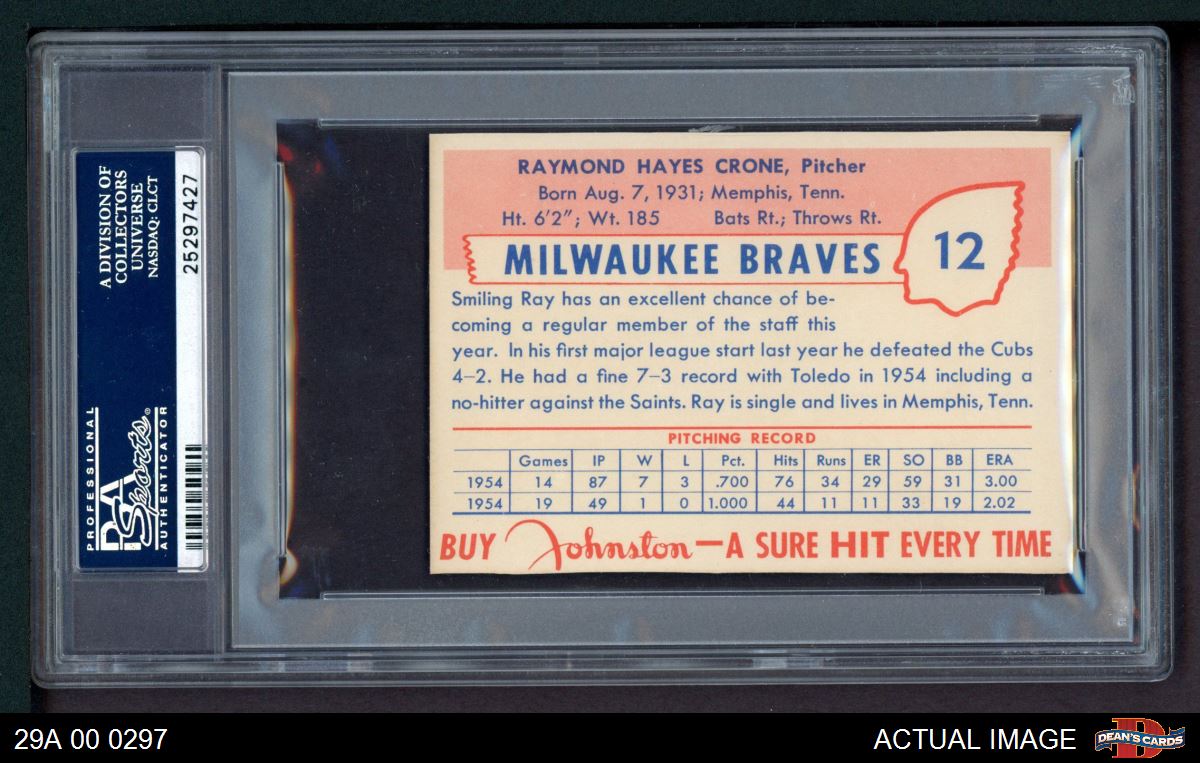 A DIVISION OF
COLLECTORS
UNIVERSE
NASDAQ: CLCT
25297427
PROFESSIONAL
PSA
Sports®
AUTHENTICATOR
RAYMOND HAYES CRONE, Pitcher
Born Aug. 7, 1931; Memphis, Tenn.
Ht. 6'2"; Wt. 185 Bats Rt.; Throws Rt.
MILWAUKEE BRAVES 12
Smiling Ray has an excellent chance of be-
coming a regular member of the staff this
year. In his first major league start last year he defeated the Cubs
4–2. He had a fine 7–3 record with Toledo in 1954 including a
no-hitter against the Saints. Ray is single and lives in Memphis, Tenn.
PITCHING RECORD
Games IP W L Pct. Hits Runs ER SO BB ERA
1954 14 87 7 3 .700 76 34 29 59 31 3.00
1954 19 49 1 0 1.000 44 11 11 33 19 2.02
BUY Johnston—A SURE HIT EVERY TIME
29A 00 0297
ACTUAL IMAGE
DEAN'S CARDS